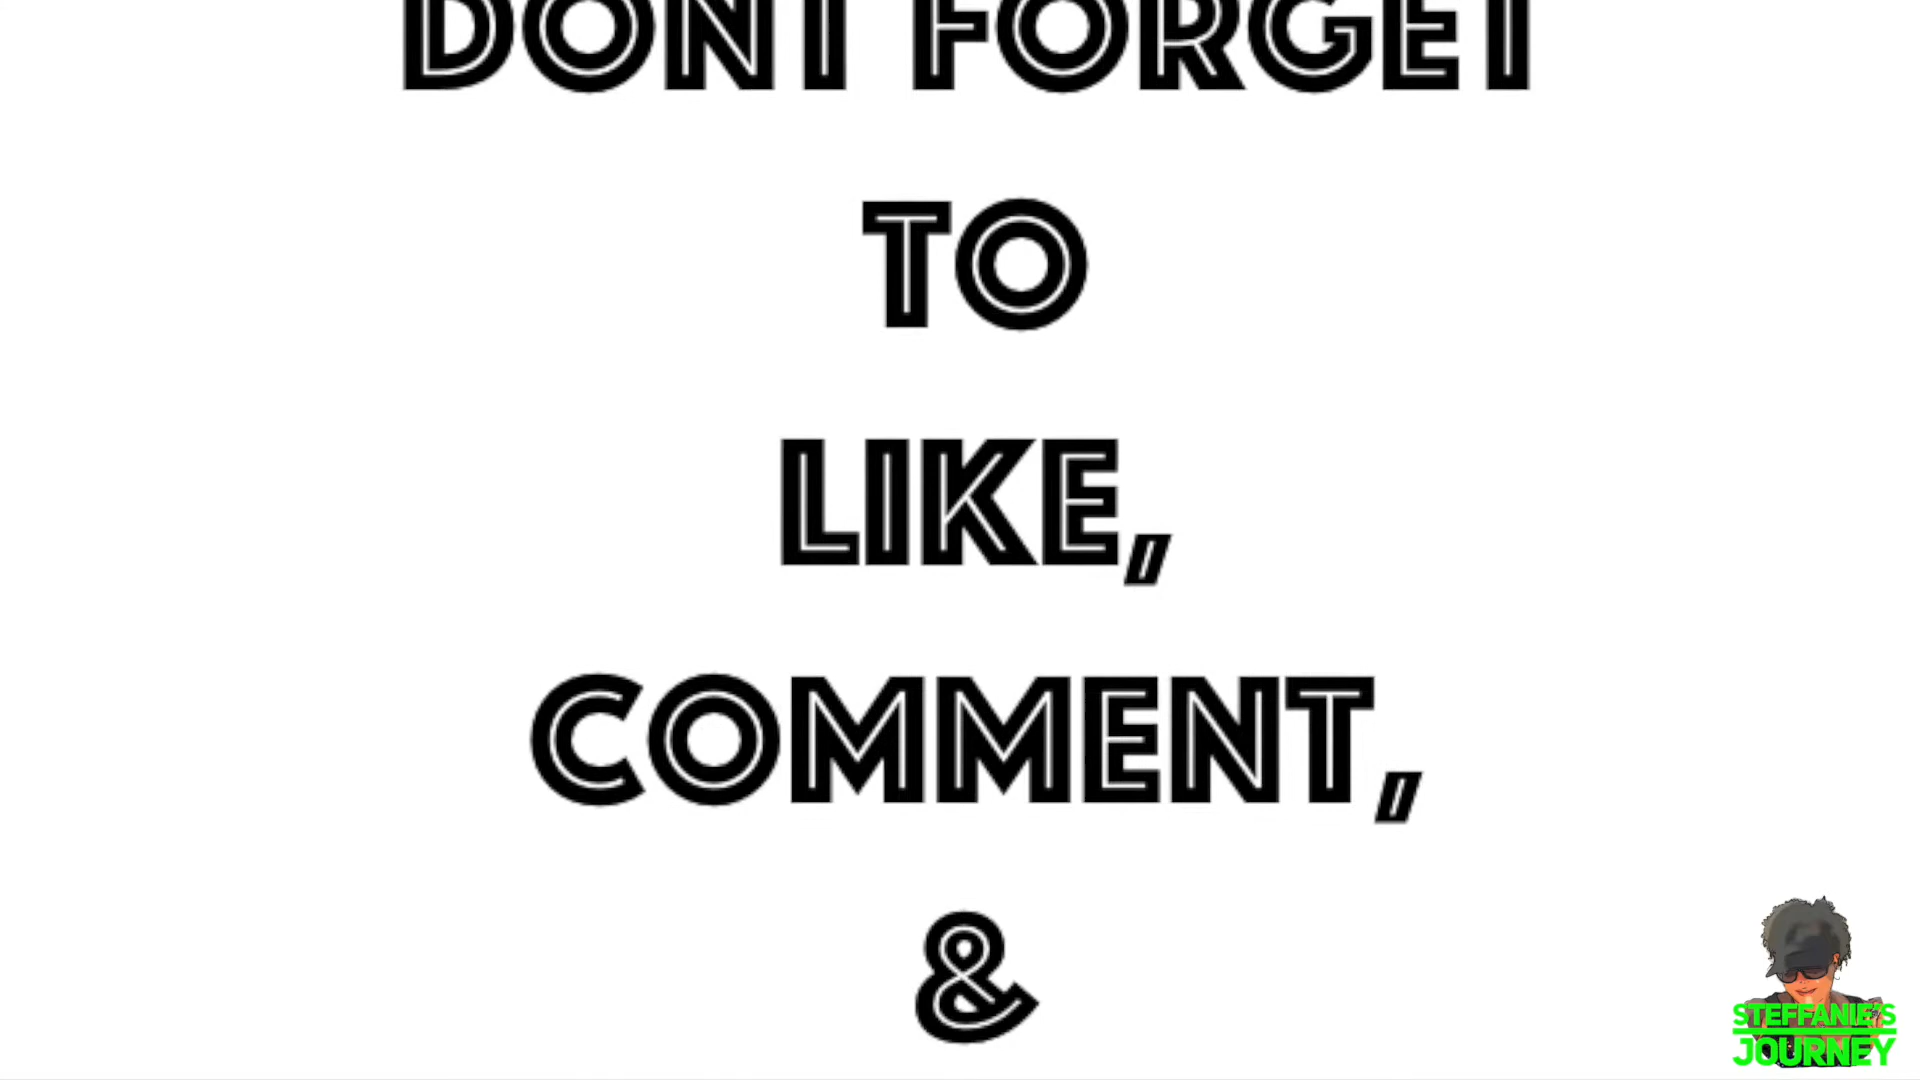 DONT FORGET
TO
LIKE,
COMMENT,
&
STEFFANIE'S
JOURNEY